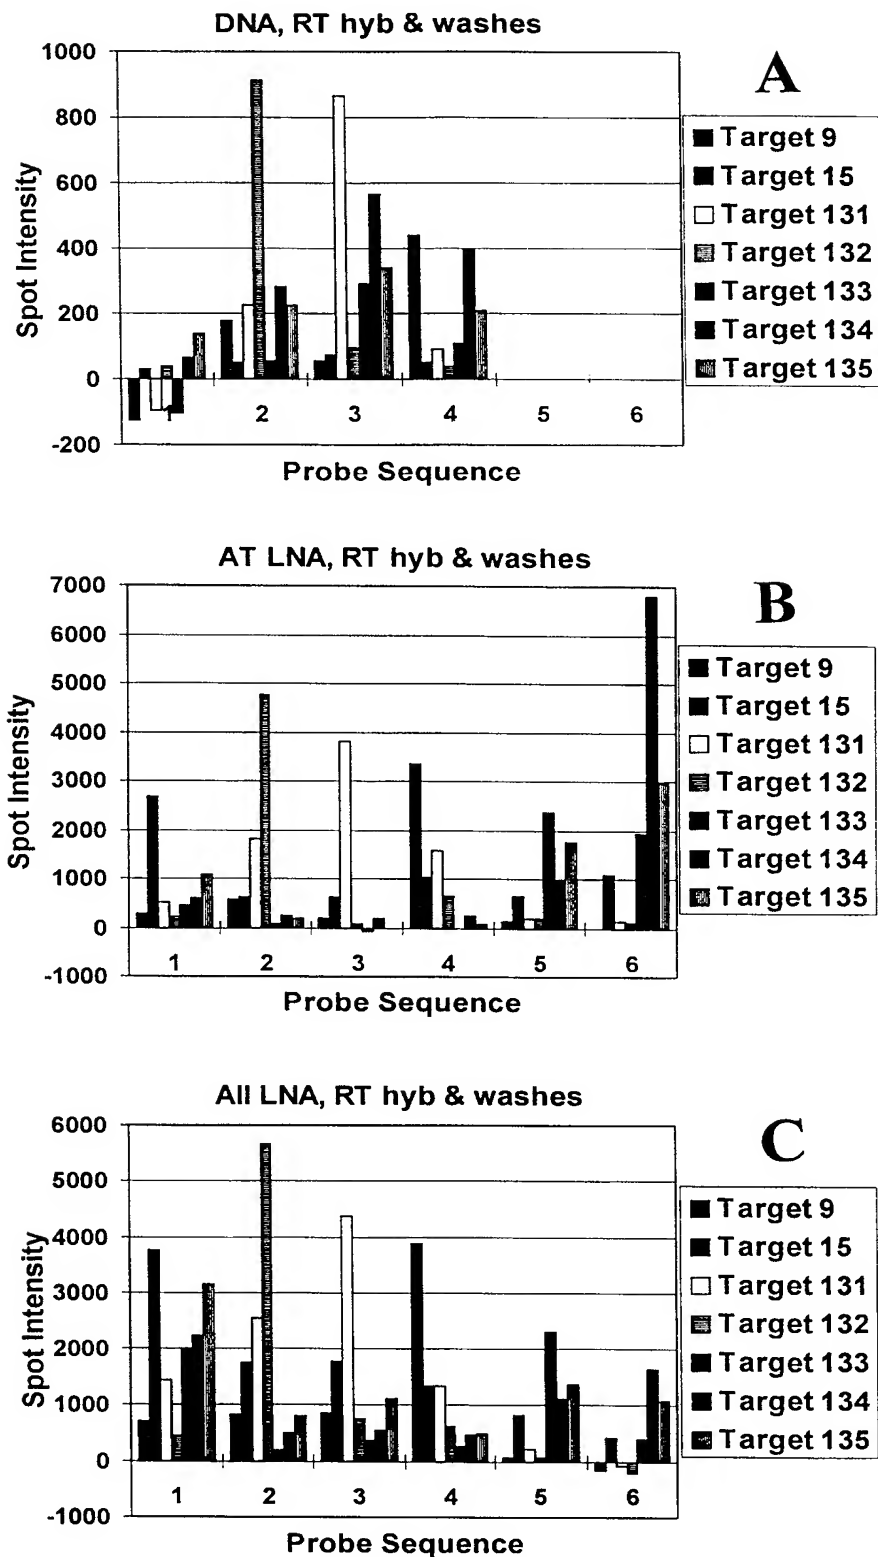 DNA, RT hyb & washes
A
1000
800
600
400
200
0
-200
Spot Intensity
1
2
3
4
5
6
Probe Sequence
Target 9
Target 15
Target 131
Target 132
Target 133
Target 134
Target 135
AT LNA, RT hyb & washes
B
7000
6000
5000
4000
3000
2000
1000
0
-1000
Spot Intensity
1
2
3
4
5
6
Probe Sequence
Target 9
Target 15
Target 131
Target 132
Target 133
Target 134
Target 135
All LNA, RT hyb & washes
C
6000
5000
4000
3000
2000
1000
0
-1000
Spot Intensity
1
2
3
4
5
6
Probe Sequence
Target 9
Target 15
Target 131
Target 132
Target 133
Target 134
Target 135